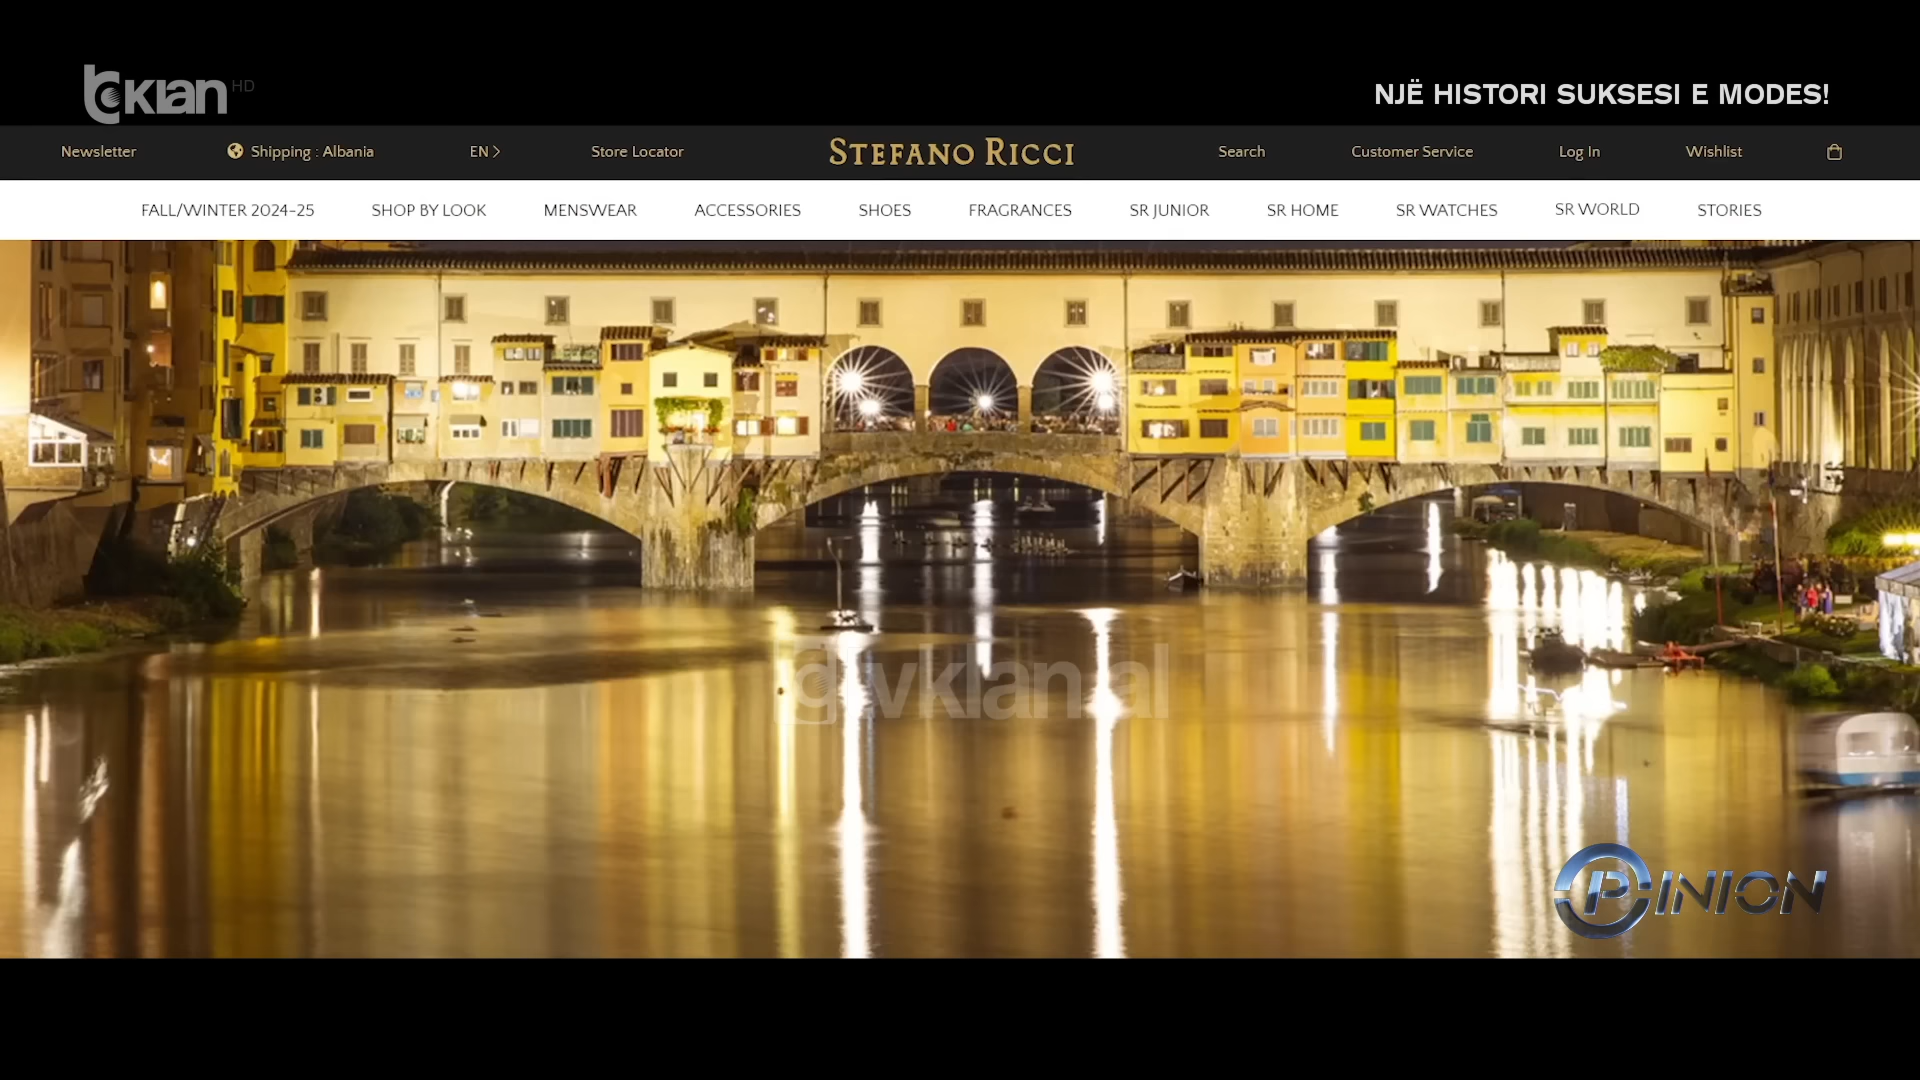 tvklan HD
NJË HISTORI SUKSESI E MODES!
Newsletter Shipping : Albania EN Store Locator STEFANO RICCI Search Customer Service Log In Wishlist
FALL/WINTER 2024-25 SHOP BY LOOK MENSWEAR ACCESSORIES SHOES FRAGRANCES SR JUNIOR SR HOME SR WATCHES SR WORLD STORIES
tvklan.al
OPINION